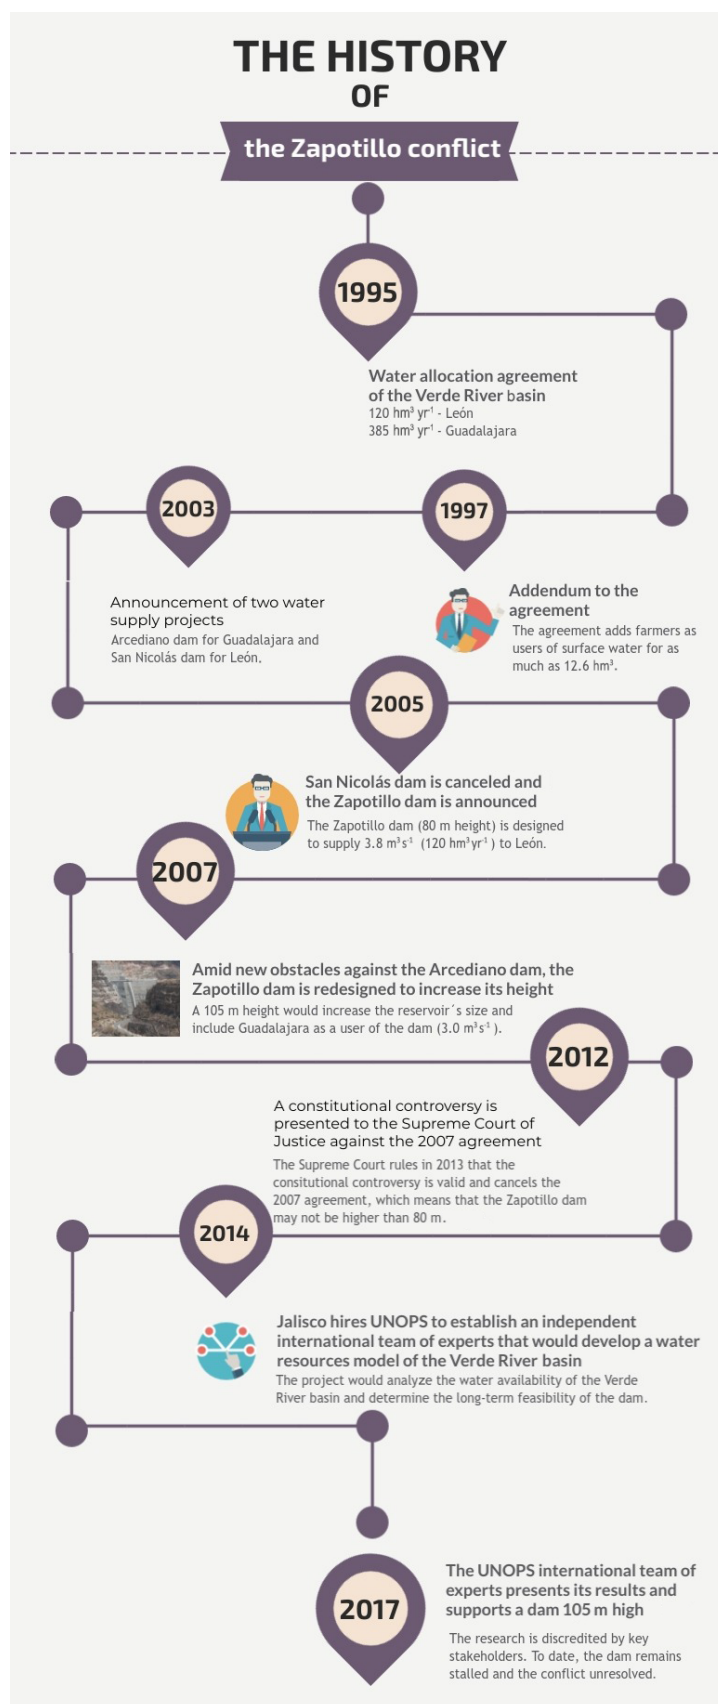 THE HISTORY
OF
the Zapotillo conflict
1995
Water allocation agreement
of the Verde River basin
120 hm³ yr⁻¹ - León
385 hm³ yr⁻¹ - Guadalajara
1997
Addendum to the
agreement
The agreement adds farmers as
users of surface water for as
much as 12.6 hm³.
2003
Announcement of two water
supply projects
Arcediano dam for Guadalajara and
San Nicolás dam for León.
2005
San Nicolás dam is canceled and
the Zapotillo dam is announced
The Zapotillo dam (80 m height) is designed
to supply 3.8 m³s⁻¹ (120 hm³yr⁻¹ ) to León.
2007
Amid new obstacles against the Arcediano dam, the
Zapotillo dam is redesigned to increase its height
A 105 m height would increase the reservoir´s size and
include Guadalajara as a user of the dam (3.0 m³s⁻¹ ).
2012
A constitutional controversy is
presented to the Supreme Court of
Justice against the 2007 agreement
The Supreme Court rules in 2013 that the
consitutional controversy is valid and cancels the
2007 agreement, which means that the Zapotillo dam
may not be higher than 80 m.
2014
Jalisco hires UNOPS to establish an independent
international team of experts that would develop a water
resources model of the Verde River basin
The project would analyze the water availability of the Verde
River basin and determine the long-term feasibility of the dam.
2017
The UNOPS international team of
experts presents its results and
supports a dam 105 m high
The research is discredited by key
stakeholders. To date, the dam remains
stalled and the conflict unresolved.